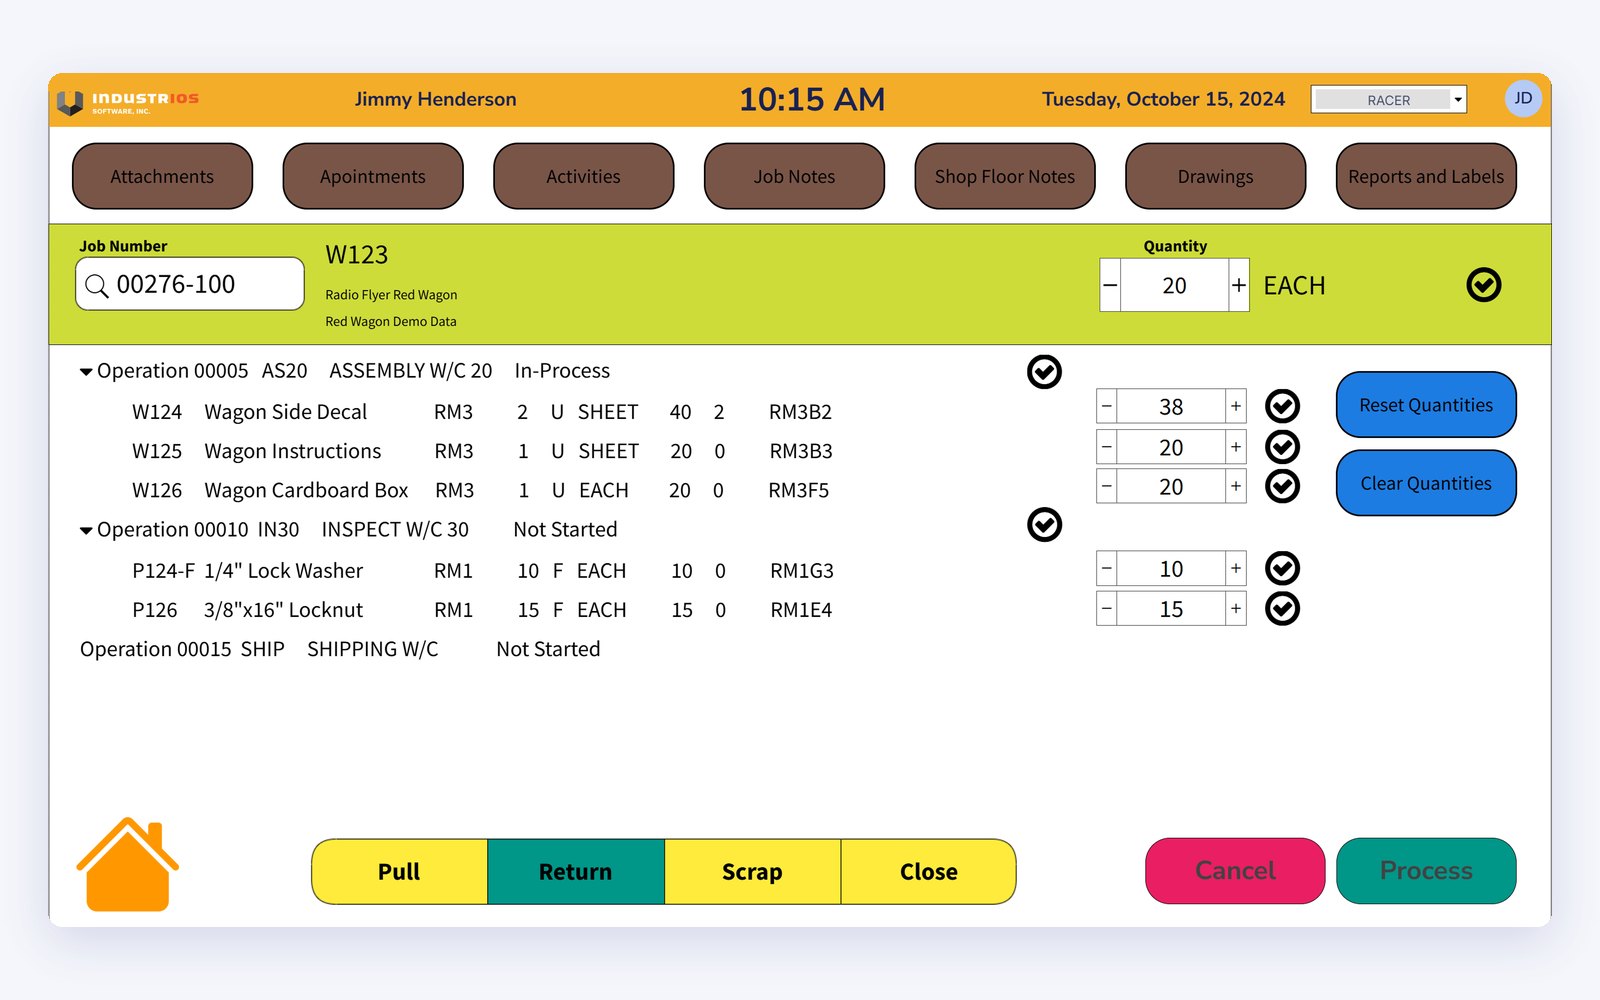 INDUSTRIOS
SOFTWARE, INC.
Jimmy Henderson
10:15 AM
Tuesday, October 15, 2024
RACER
JD
Attachments
Apointments
Activities
Job Notes
Shop Floor Notes
Drawings
Reports and Labels
Job Number
00276-100
W123
Radio Flyer Red Wagon
Red Wagon Demo Data
Quantity
− 20 + EACH
Operation 00005 AS20 ASSEMBLY W/C 20 In-Process
W124 Wagon Side Decal RM3 2 U SHEET 40 2 RM3B2 − 38 +
W125 Wagon Instructions RM3 1 U SHEET 20 0 RM3B3 − 20 +
W126 Wagon Cardboard Box RM3 1 U EACH 20 0 RM3F5 − 20 +
Reset Quantities
Clear Quantities
Operation 00010 IN30 INSPECT W/C 30 Not Started
P124-F 1/4" Lock Washer RM1 10 F EACH 10 0 RM1G3 − 10 +
P126 3/8"x16" Locknut RM1 15 F EACH 15 0 RM1E4 − 15 +
Operation 00015 SHIP SHIPPING W/C Not Started
Pull
Return
Scrap
Close
Cancel
Process